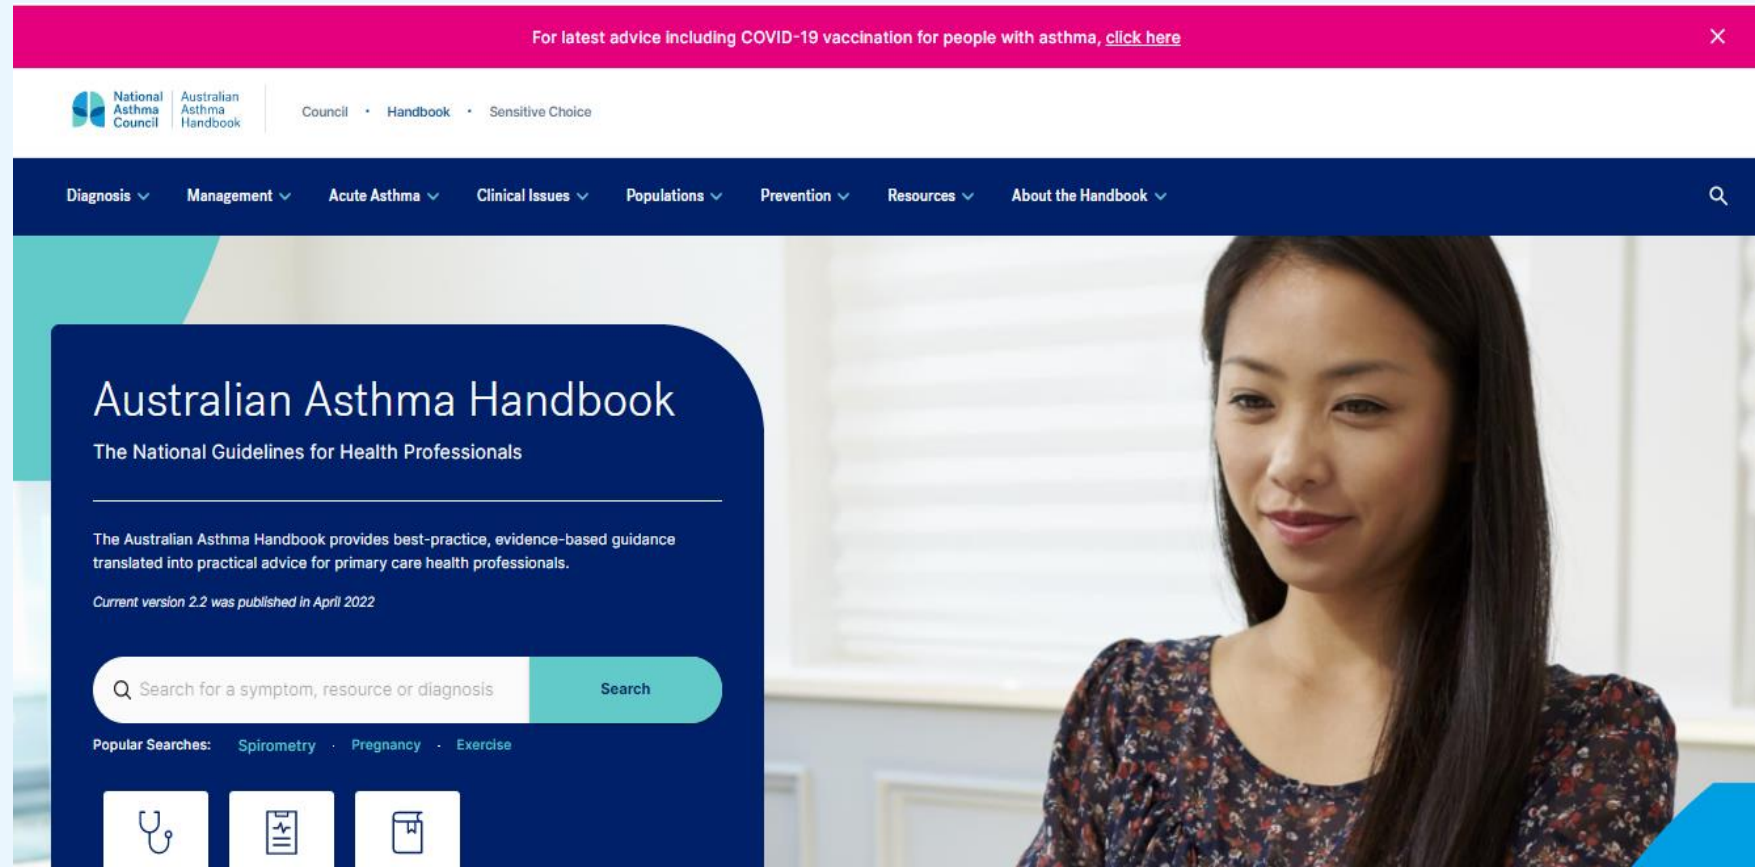 For latest advice including COVID-19 vaccination for people with asthma, click here
National
Asthma
Council
Australian
Asthma
Handbook
Council · Handbook · Sensitive Choice
Diagnosis Management Acute Asthma Clinical Issues Populations Prevention Resources About the Handbook
Australian Asthma Handbook
The National Guidelines for Health Professionals
The Australian Asthma Handbook provides best-practice, evidence-based guidance
translated into practical advice for primary care health professionals.
Current version 2.2 was published in April 2022
Search for a symptom, resource or diagnosis
Search
Popular Searches: Spirometry · Pregnancy · Exercise